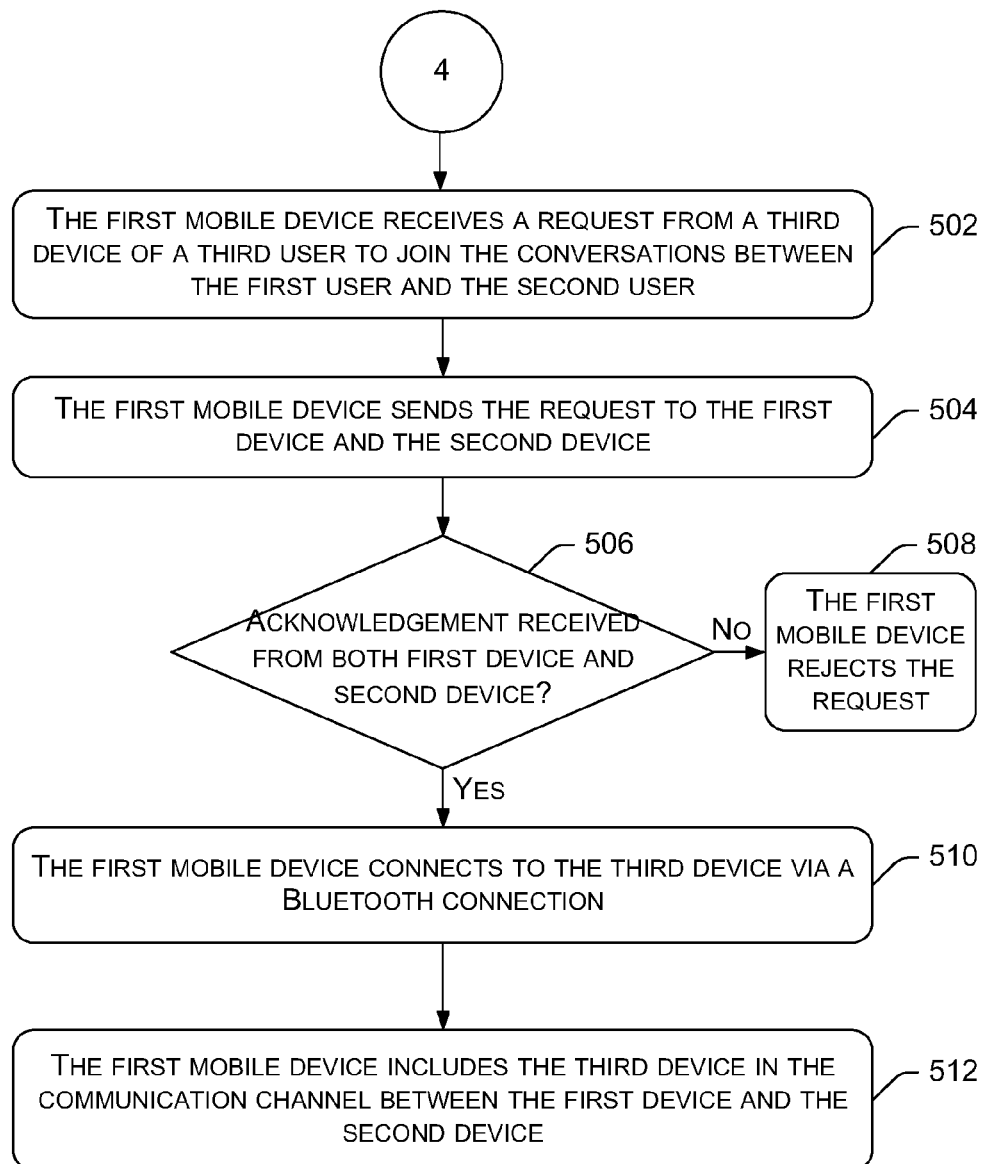 4
THE FIRST MOBILE DEVICE RECEIVES A REQUEST FROM A THIRD
DEVICE OF A THIRD USER TO JOIN THE CONVERSATIONS BETWEEN
THE FIRST USER AND THE SECOND USER
502
THE FIRST MOBILE DEVICE SENDS THE REQUEST TO THE FIRST
DEVICE AND THE SECOND DEVICE
504
506
ACKNOWLEDGEMENT RECEIVED
FROM BOTH FIRST DEVICE AND
SECOND DEVICE?
NO
508
THE FIRST
MOBILE DEVICE
REJECTS THE
REQUEST
YES
THE FIRST MOBILE DEVICE CONNECTS TO THE THIRD DEVICE VIA A
BLUETOOTH CONNECTION
510
THE FIRST MOBILE DEVICE INCLUDES THE THIRD DEVICE IN THE
COMMUNICATION CHANNEL BETWEEN THE FIRST DEVICE AND THE
SECOND DEVICE
512